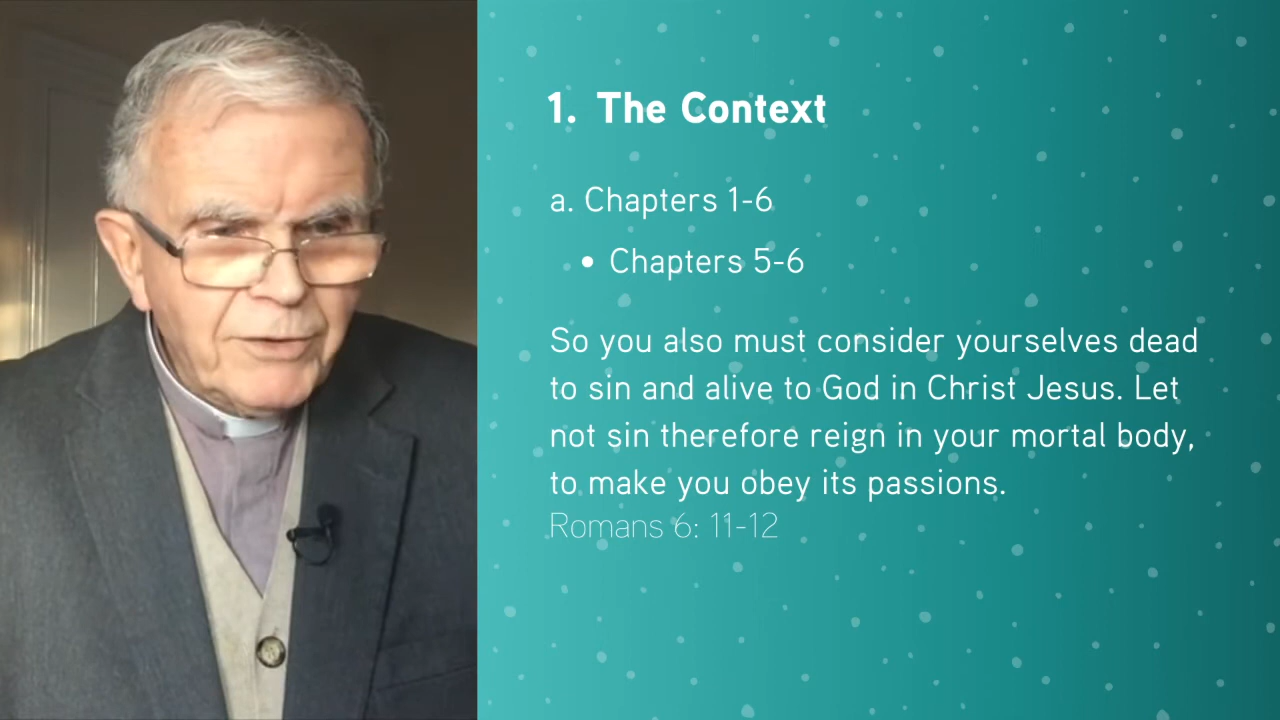 1. The Context
a. Chapters 1-6
• Chapters 5-6
So you also must consider yourselves dead
to sin and alive to God in Christ Jesus. Let
not sin therefore reign in your mortal body,
to make you obey its passions.
Romans 6: 11-12